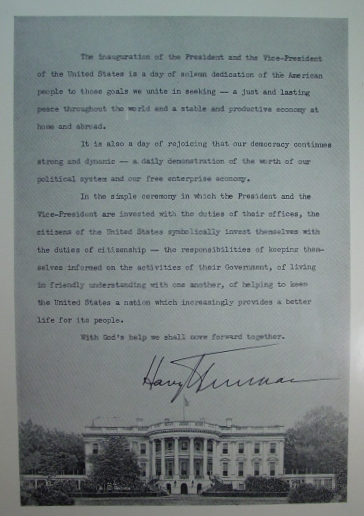 The inauguration of the President and the Vice-President
of the United States is a day of solemn dedication of the American
people to those goals we unite in seeking -- a just and lasting
peace throughout the world and a stable and productive economy at
home and abroad.
It is also a day of rejoicing that our democracy continues
strong and dynamic -- a daily demonstration of the worth of our
political system and our free enterprise economy.
In the simple ceremony in which the President and the
Vice-President are invested with the duties of their offices, the
citizens of the United States symbolically invest themselves with
the duties of citizenship -- the responsibilities of keeping them-
selves informed on the activities of their Government, of living
in friendly understanding with one another, of helping to keep
the United States a nation which increasingly provides a better
life for its people.
With God's help we shall move forward together.
Harry Truman